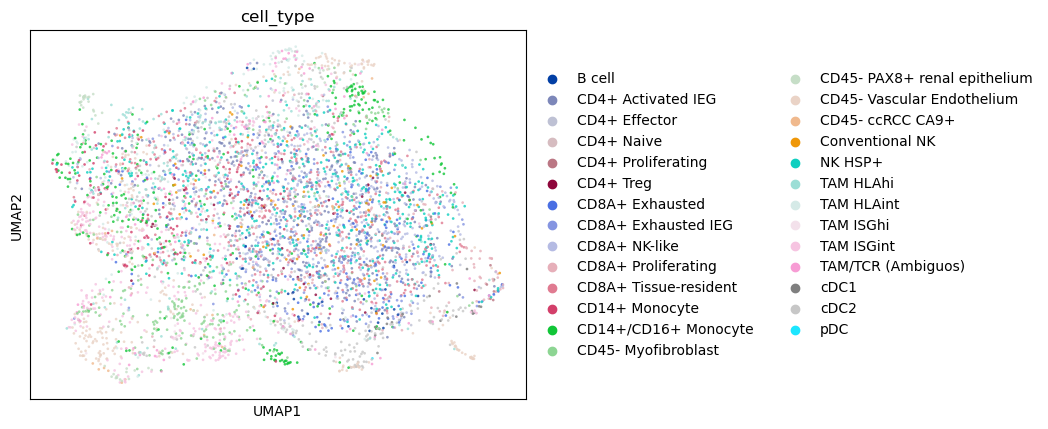 cell_type
UMAP2
UMAP1
B cell
CD4+ Activated IEG
CD4+ Effector
CD4+ Naive
CD4+ Proliferating
CD4+ Treg
CD8A+ Exhausted
CD8A+ Exhausted IEG
CD8A+ NK-like
CD8A+ Proliferating
CD8A+ Tissue-resident
CD14+ Monocyte
CD14+/CD16+ Monocyte
CD45- Myofibroblast
CD45- PAX8+ renal epithelium
CD45- Vascular Endothelium
CD45- ccRCC CA9+
Conventional NK
NK HSP+
TAM HLAhi
TAM HLAint
TAM ISGhi
TAM ISGint
TAM/TCR (Ambiguos)
cDC1
cDC2
pDC